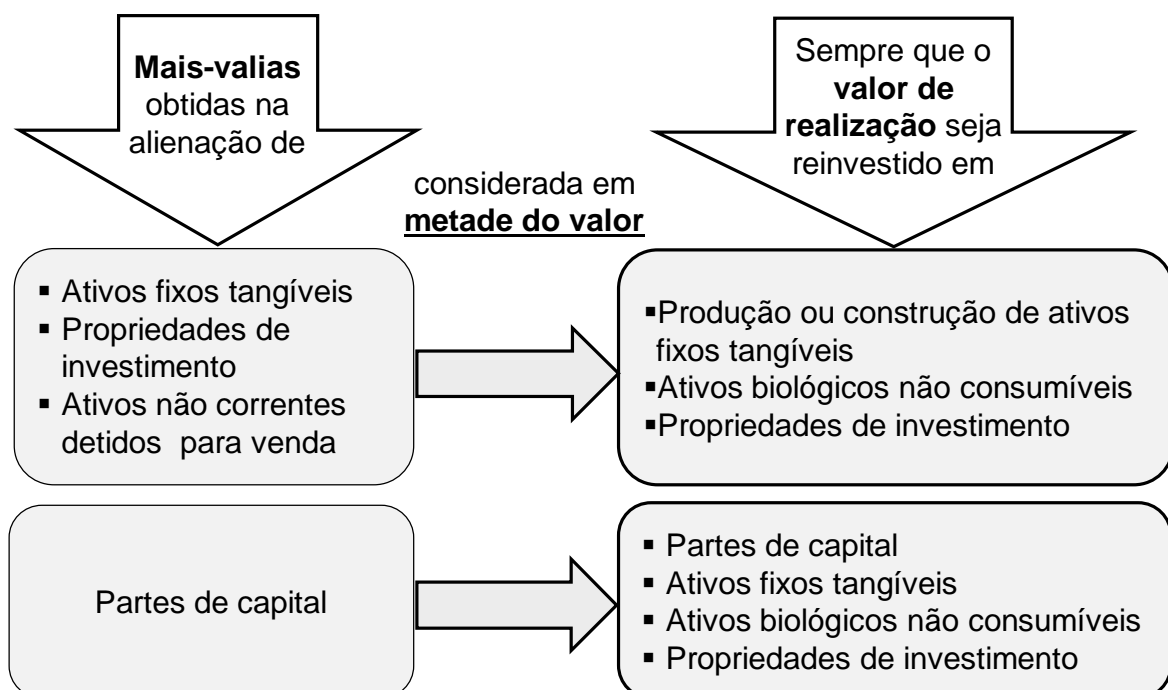 Mais-valias
obtidas na
alienação de
Sempre que o
valor de
realização seja
reinvestido em
considerada em
metade do valor
▪ Ativos fixos tangíveis
▪ Propriedades de
investimento
▪ Ativos não correntes
detidos para venda
▪Produção ou construção de ativos
fixos tangíveis
▪Ativos biológicos não consumíveis
▪Propriedades de investimento
Partes de capital
▪ Partes de capital
▪ Ativos fixos tangíveis
▪ Ativos biológicos não consumíveis
▪ Propriedades de investimento